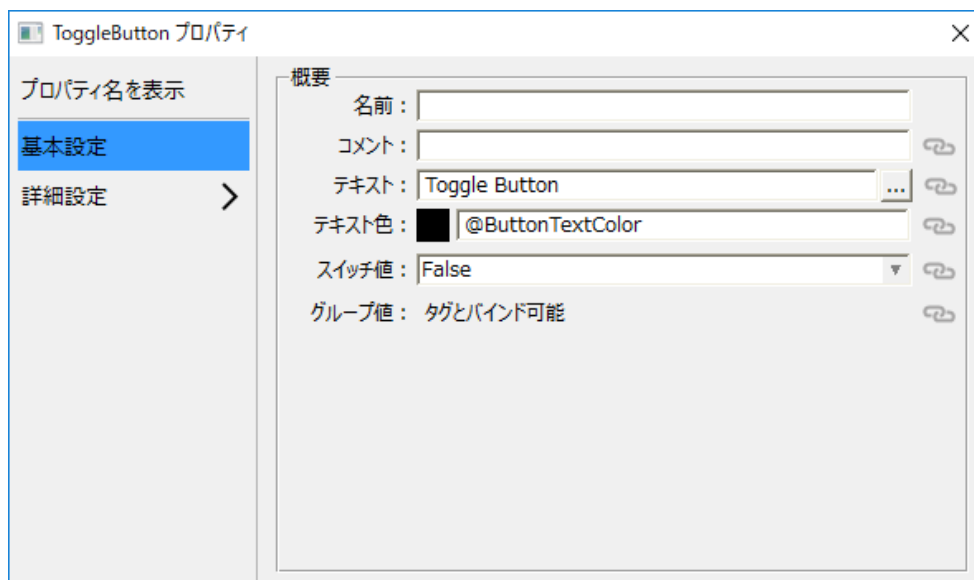 ToggleButton プロパティ
プロパティ名を表示
基本設定
詳細設定
概要
名前：
コメント：
テキスト： Toggle Button ...
テキスト色： @ButtonTextColor
スイッチ値： False
グループ値： タグとバインド可能